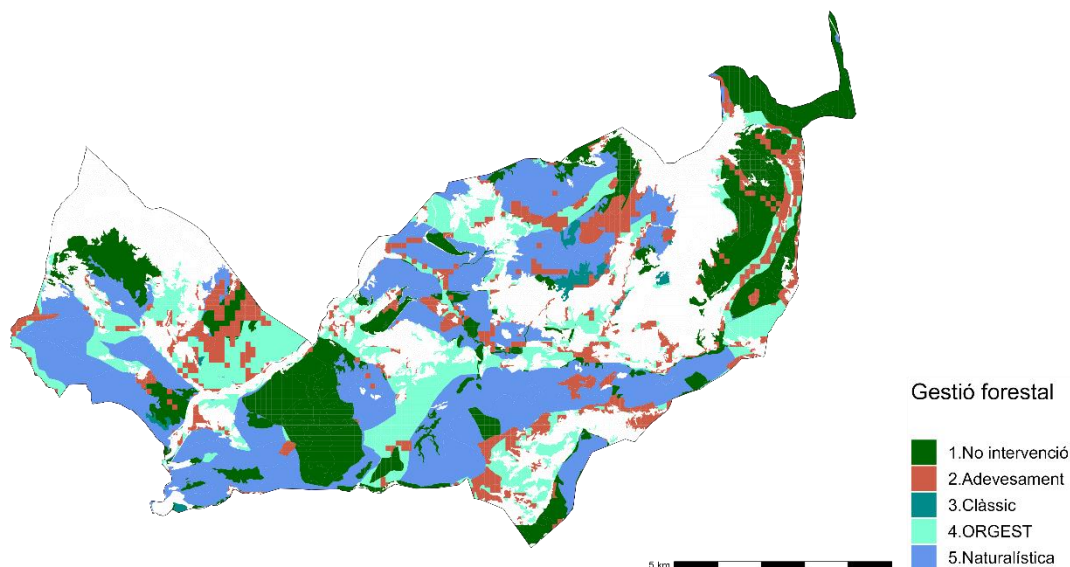 Gestió forestal
1.No intervenció
2.Adevesament
3.Clàssic
4.ORGEST
5.Naturalística
5 km